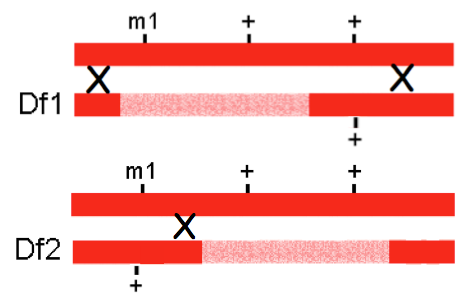 m1 + +
X X
Df1
+
m1 + +
X
Df2
+